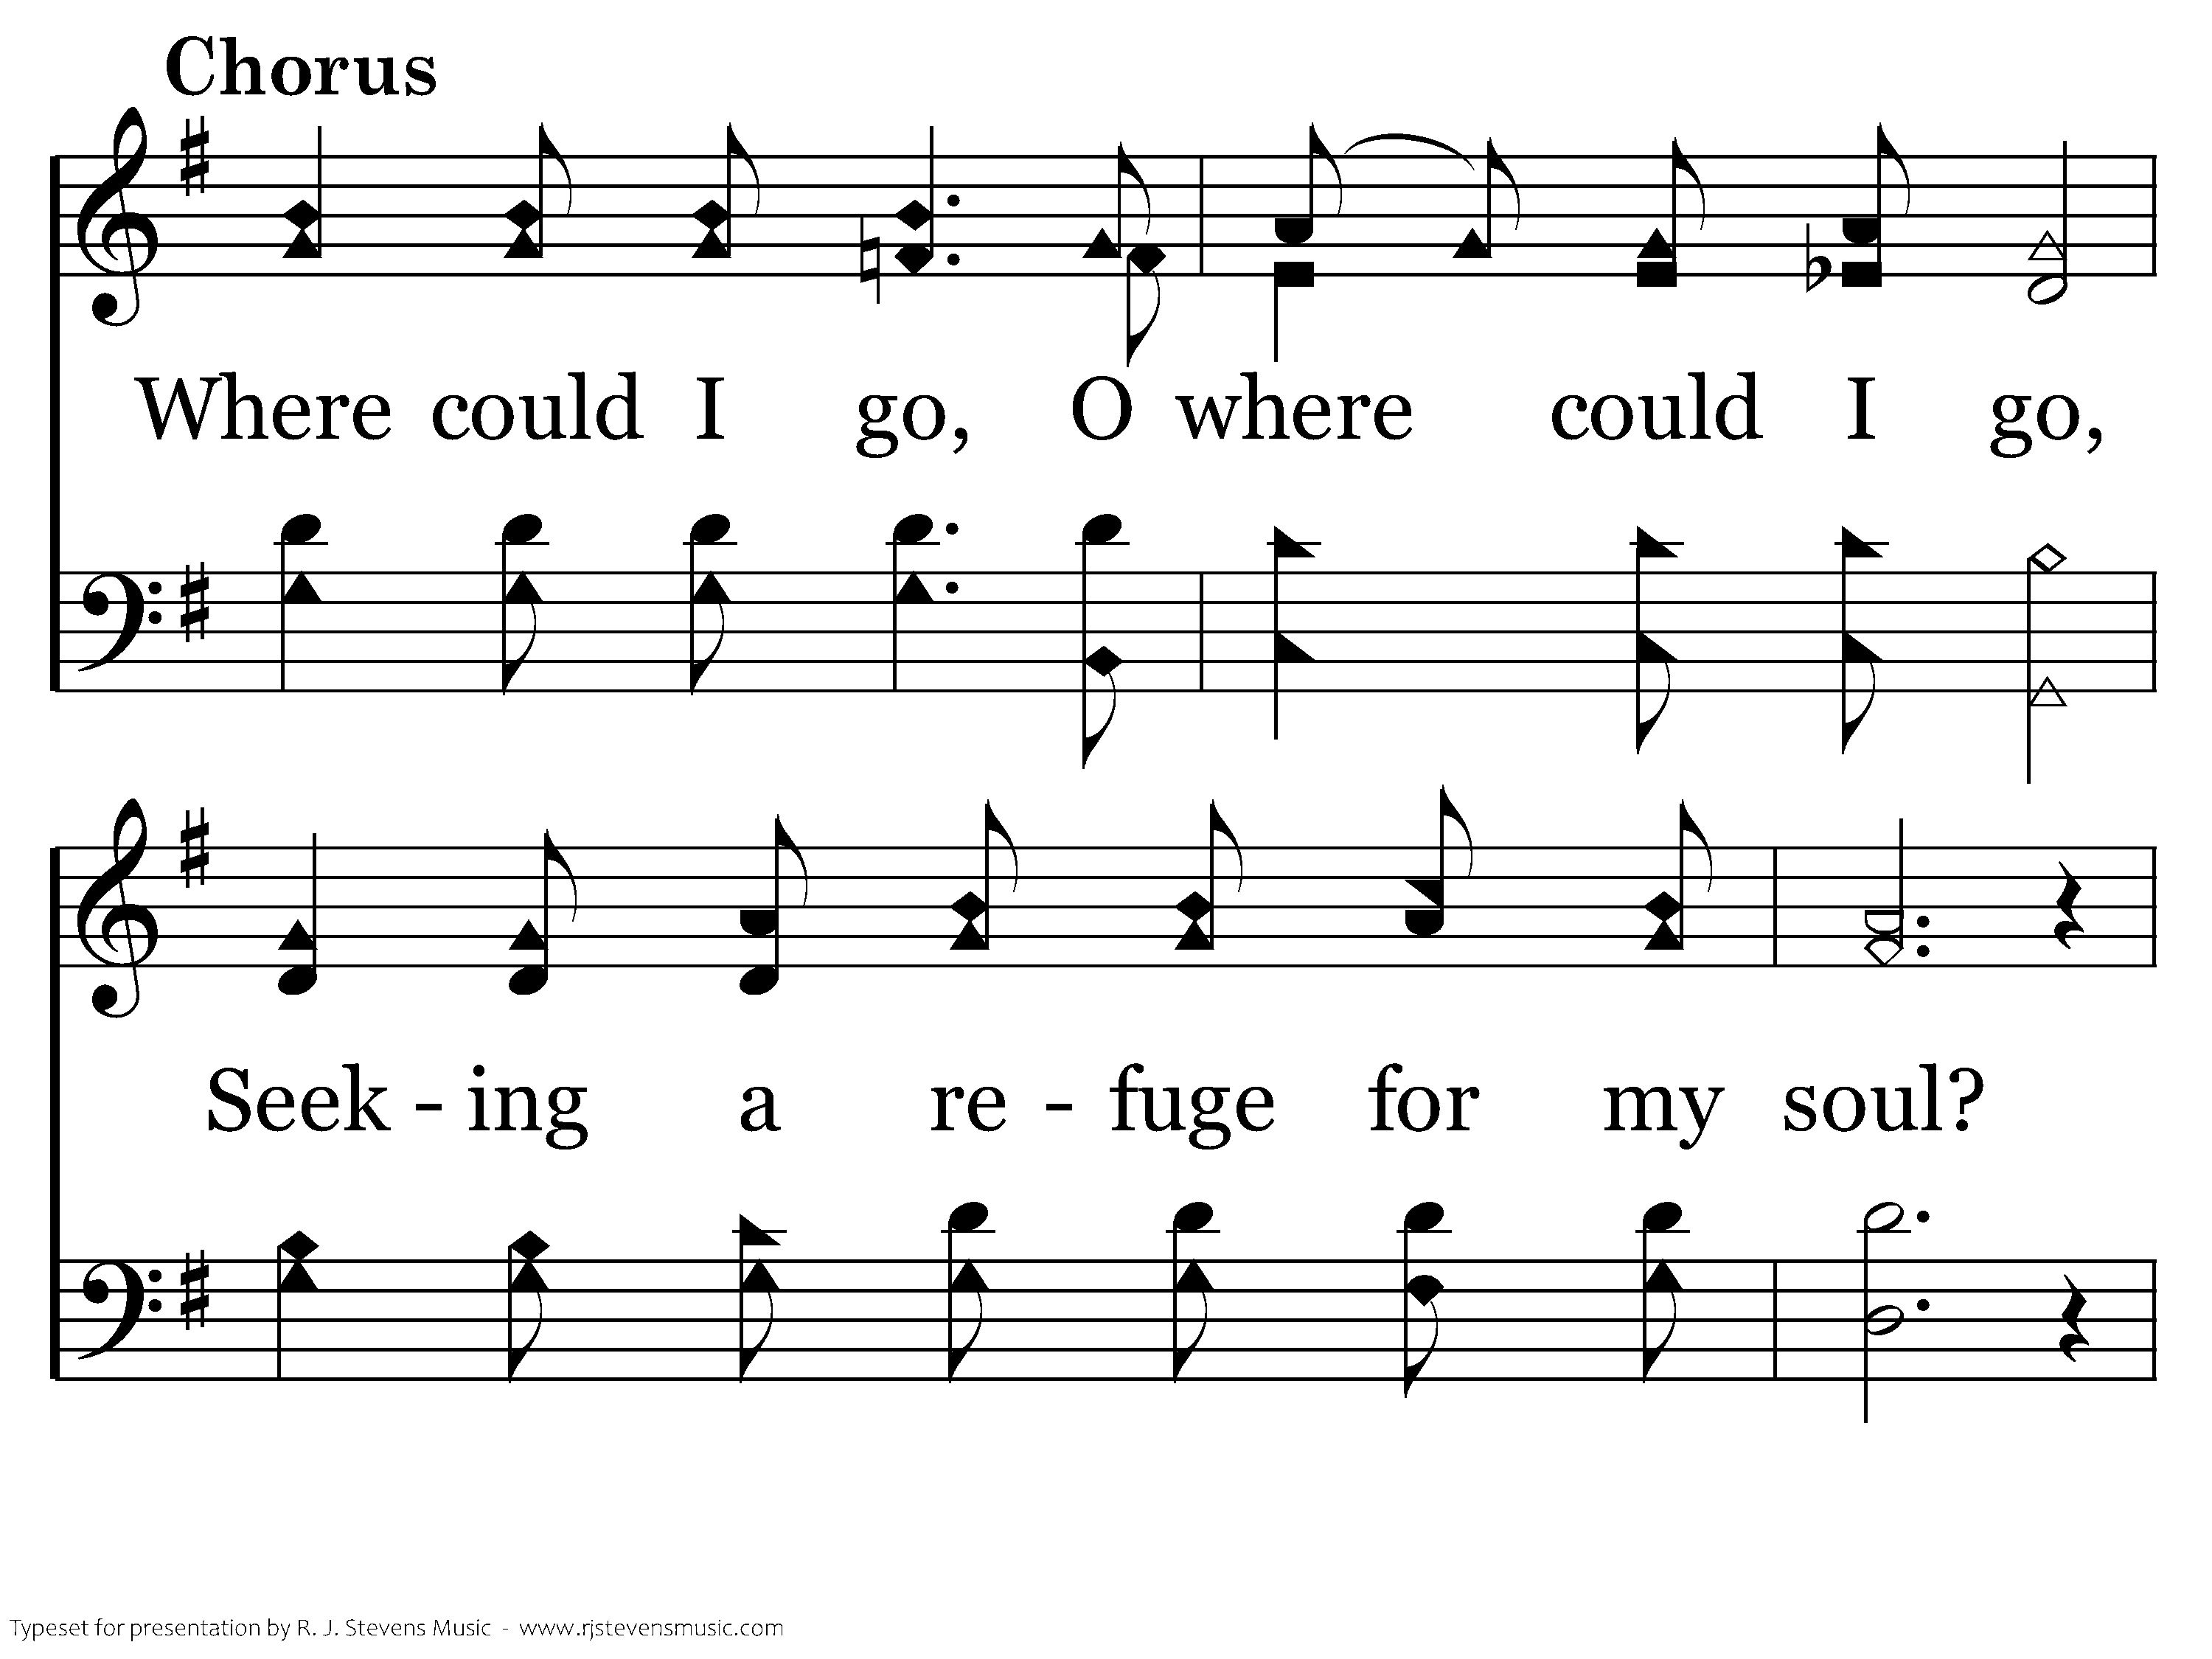 Chorus
Where could I go, O where could I go,
Seek - ing a re - fuge for my soul?
Typeset for presentation by R. J. Stevens Music - www.rjstevensmusic.com